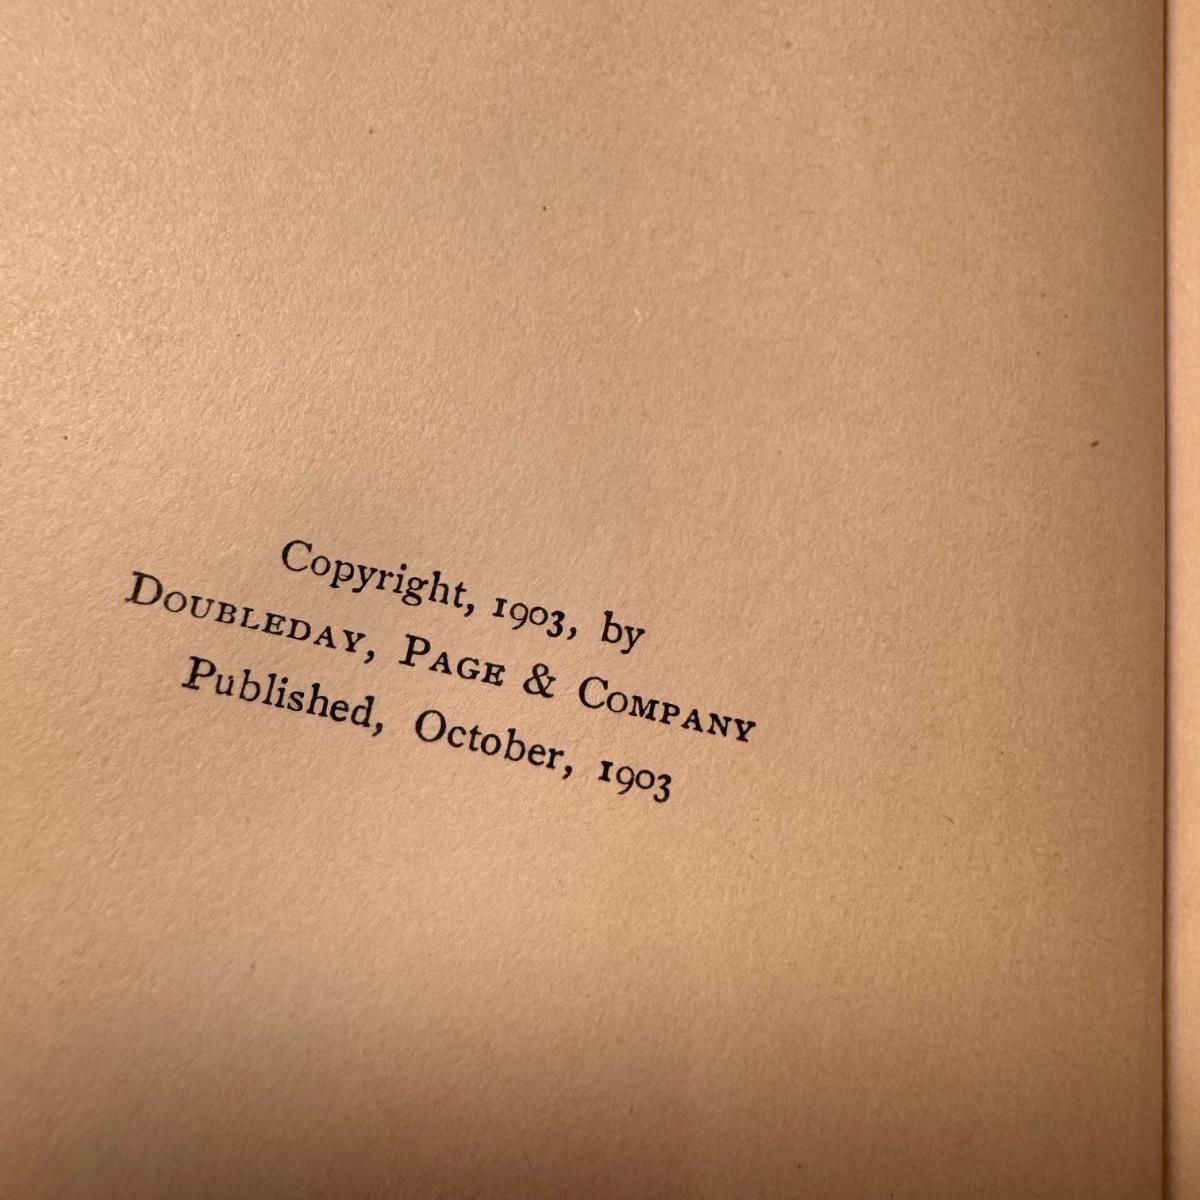 Copyright, 1903, by
DOUBLEDAY, PAGE & COMPANY
Published, October, 1903